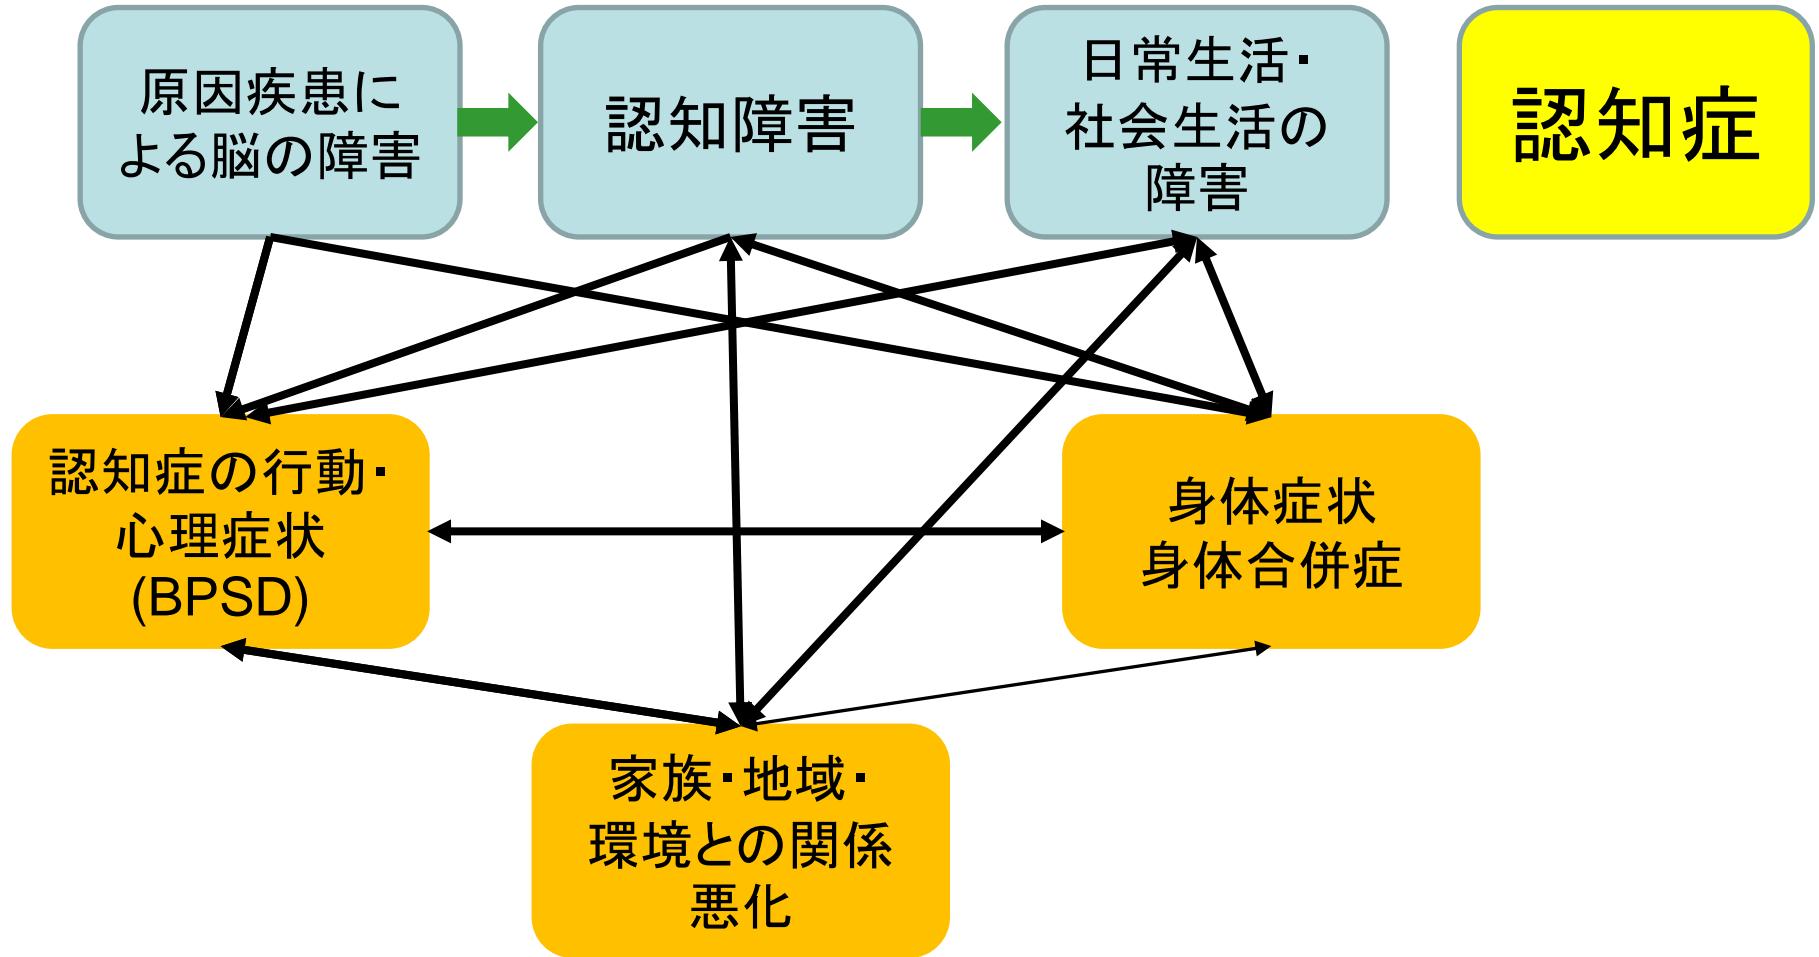 原因疾患に
よる脳の障害
認知障害
日常生活・
社会生活の
障害
認知症
認知症の行動・
心理症状
(BPSD)
身体症状
身体合併症
家族・地域・
環境との関係
悪化